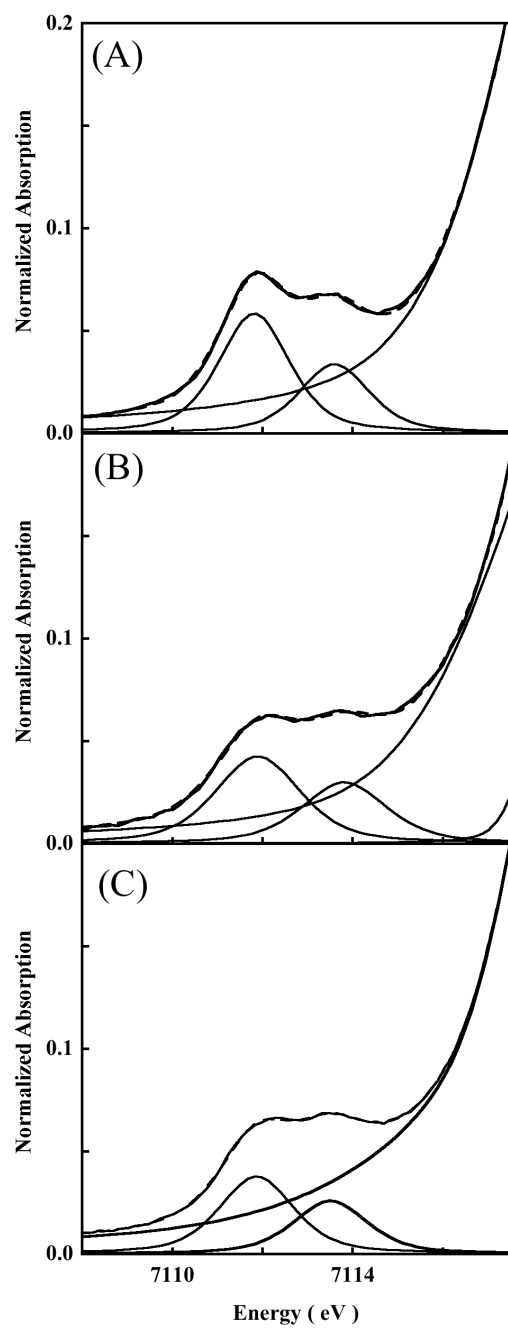 0.2
(A)
Normalized Absorption
0.1
0.0
(B)
Normalized Absorption
0.1
0.0
(C)
Normalized Absorption
0.1
0.0
7110 7114
Energy ( eV )